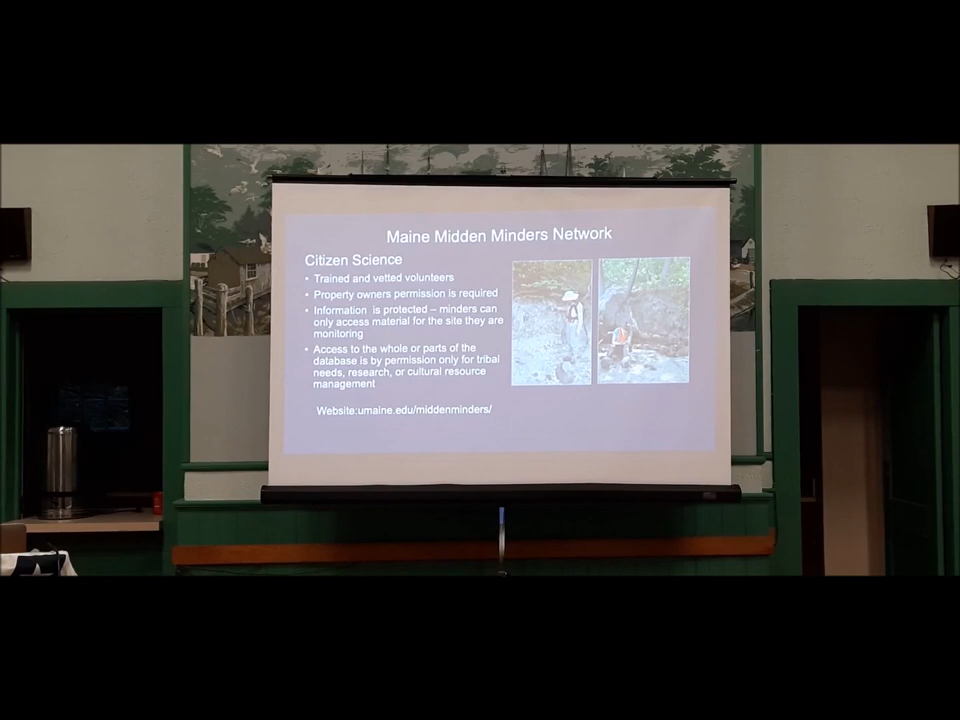 Maine Midden Minders Network
Citizen Science
• Trained and vetted volunteers
• Property owners permission is required
• Information is protected – minders can
only access material for the site they are
monitoring
• Access to the whole or parts of the
database is by permission only for tribal
needs, research, or cultural resource
management
Website:umaine.edu/middenminders/